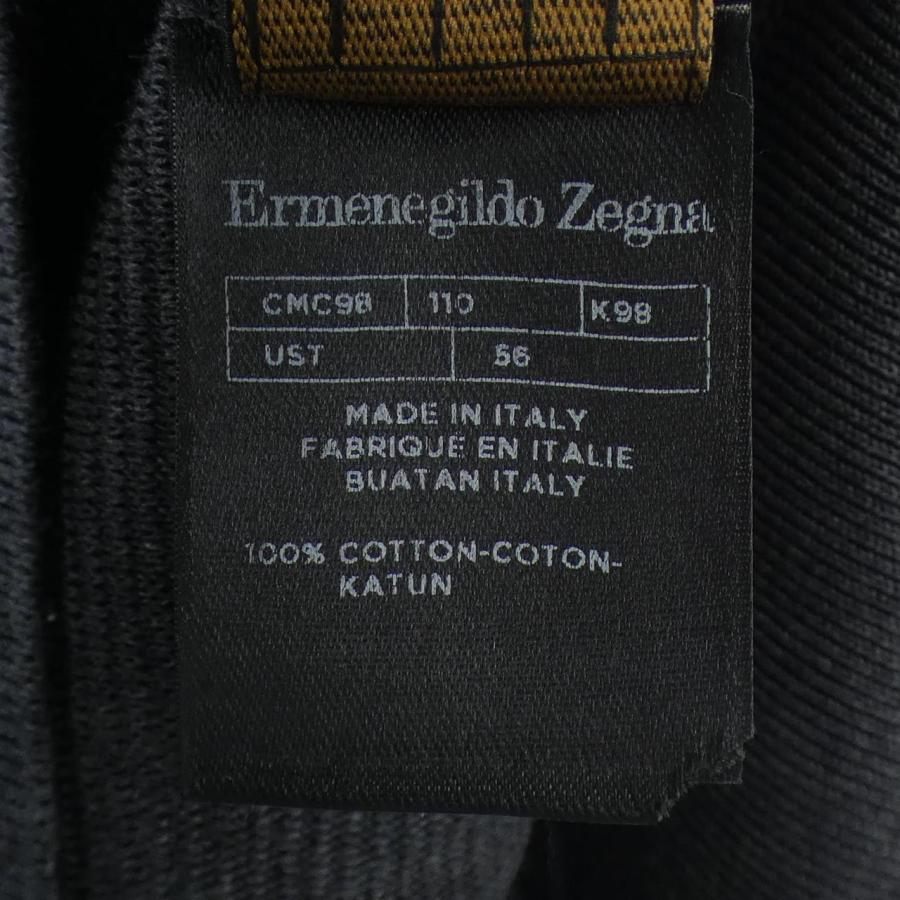 Ermenegildo Zegna
CMC98 110 K98
UST 56
MADE IN ITALY
FABRIQUE EN ITALIE
BUATAN ITALY
100% COTTON-COTON-
KATUN